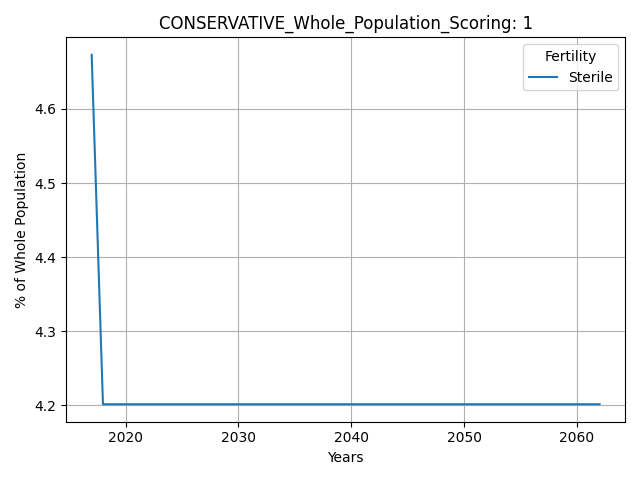 CONSERVATIVE_Whole_Population_Scoring: 1
Fertility
Sterile
% of Whole Population
4.6
4.5
4.4
4.3
4.2
2020 2030 2040 2050 2060
Years